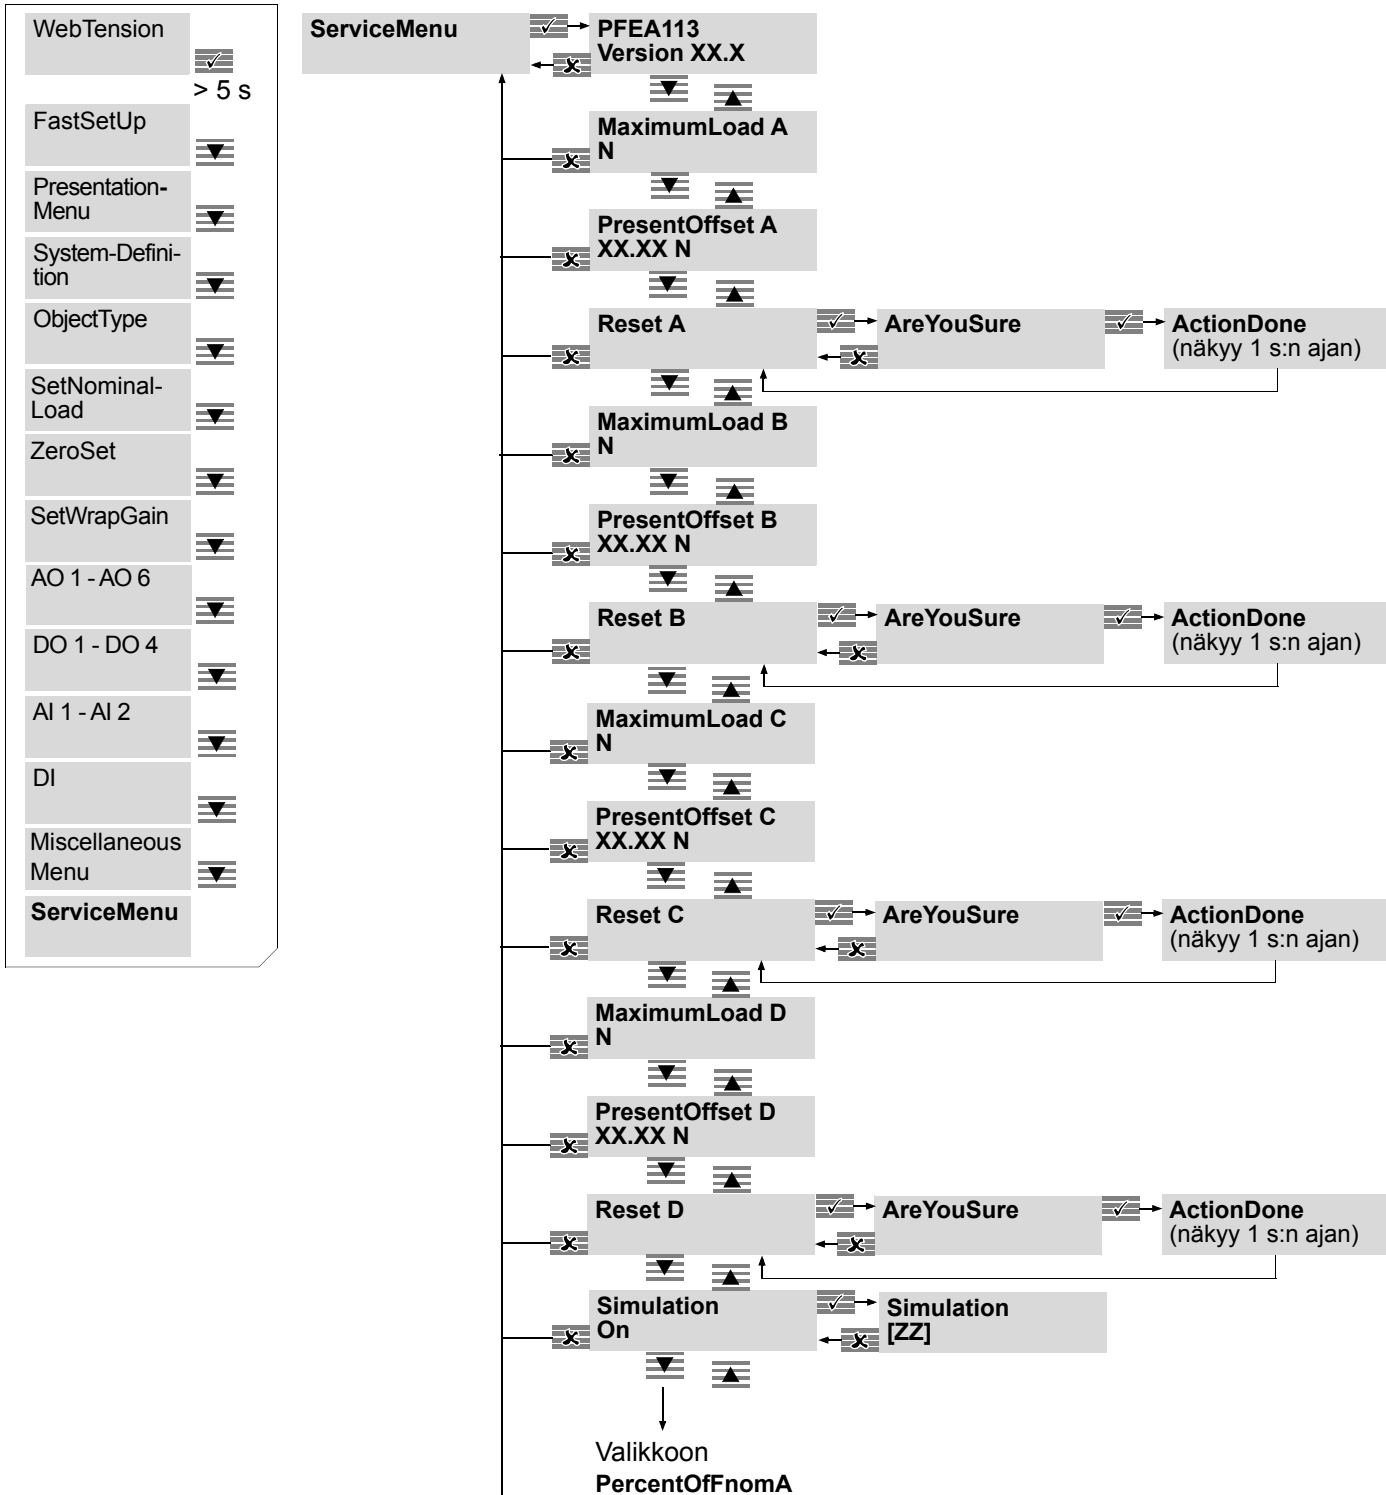 WebTension
> 5 s
FastSetUp
Presentation-
Menu
System-Defini-
tion
ObjectType
SetNominal-
Load
ZeroSet
SetWrapGain
AO 1 - AO 6
DO 1 - DO 4
AI 1 - AI 2
DI
Miscellaneous
Menu
ServiceMenu
ServiceMenu
PFEA113
Version XX.X
MaximumLoad A
N
PresentOffset A
XX.XX N
Reset A
AreYouSure
ActionDone
(näkyy 1 s:n ajan)
MaximumLoad B
N
PresentOffset B
XX.XX N
Reset B
AreYouSure
ActionDone
(näkyy 1 s:n ajan)
MaximumLoad C
N
PresentOffset C
XX.XX N
Reset C
AreYouSure
ActionDone
(näkyy 1 s:n ajan)
MaximumLoad D
N
PresentOffset D
XX.XX N
Reset D
AreYouSure
ActionDone
(näkyy 1 s:n ajan)
Simulation
On
Simulation
[ZZ]
Valikkoon
PercentOfFnomA